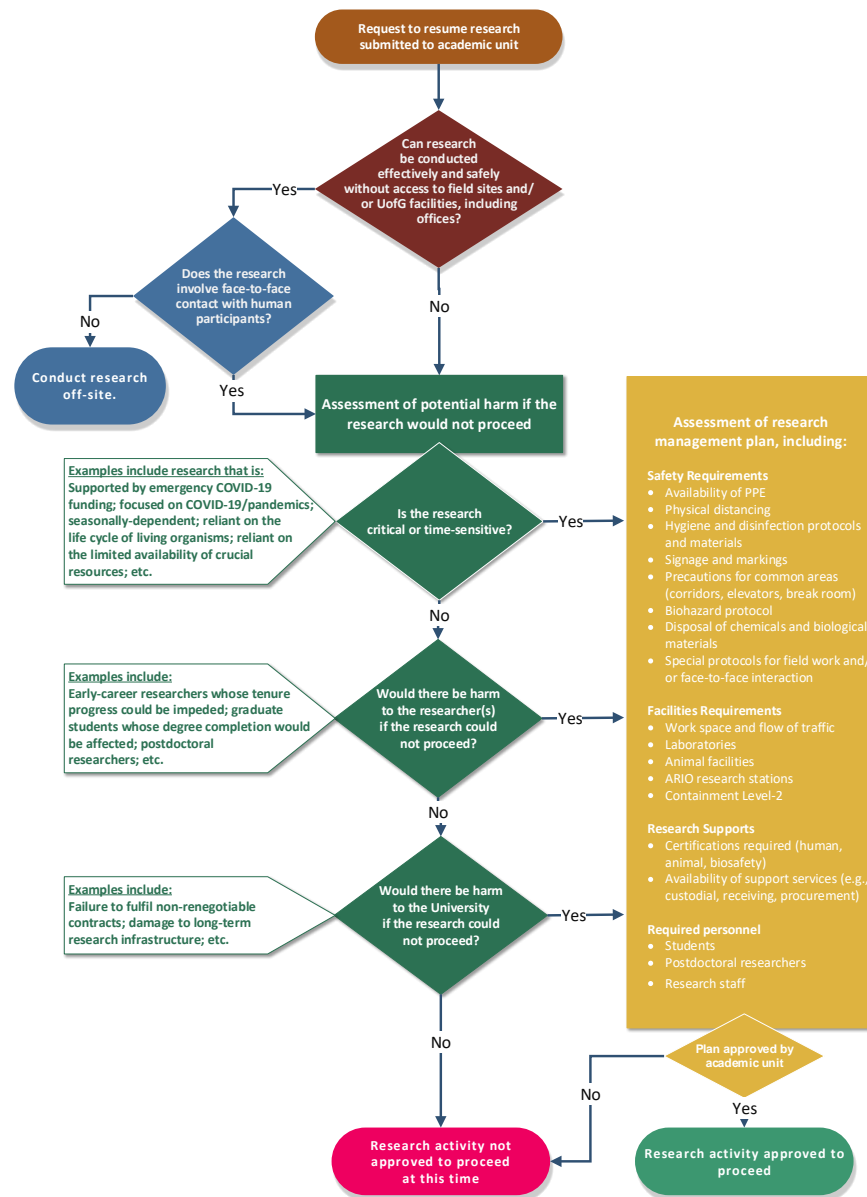 Request to resume research
submitted to academic unit
Can research
be conducted
effectively and safely
without access to field sites and/
or UofG facilities, including
offices?
Yes
No
Does the research
involve face-to-face
contact with human
participants?
No
Yes
Conduct research
off-site.
Assessment of potential harm if the
research would not proceed
Examples include research that is:
Supported by emergency COVID-19
funding; focused on COVID-19/pandemics;
seasonally-dependent; reliant on the
life cycle of living organisms; reliant on
the limited availability of crucial
resources; etc.
Is the research
critical or time-sensitive?
Yes
No
Examples include:
Early-career researchers whose tenure
progress could be impeded; graduate
students whose degree completion would
be affected; postdoctoral
researchers; etc.
Would there be harm
to the researcher(s)
if the research could
not proceed?
Yes
No
Examples include:
Failure to fulfil non-renegotiable
contracts; damage to long-term
research infrastructure; etc.
Would there be harm
to the University
if the research could
not proceed?
Yes
No
Assessment of research
management plan, including:
Safety Requirements
• Availability of PPE
• Physical distancing
• Hygiene and disinfection protocols
and materials
• Signage and markings
• Precautions for common areas
(corridors, elevators, break room)
• Biohazard protocol
• Disposal of chemicals and biological
materials
• Special protocols for field work and/
or face-to-face interaction
Facilities Requirements
• Work space and flow of traffic
• Laboratories
• Animal facilities
• ARIO research stations
• Containment Level-2
Research Supports
• Certifications required (human,
animal, biosafety)
• Availability of support services (e.g.,
custodial, receiving, procurement)
Required personnel
• Students
• Postdoctoral researchers
• Research staff
Plan approved by
academic unit
No
Yes
Research activity not
approved to proceed
at this time
Research activity approved to
proceed